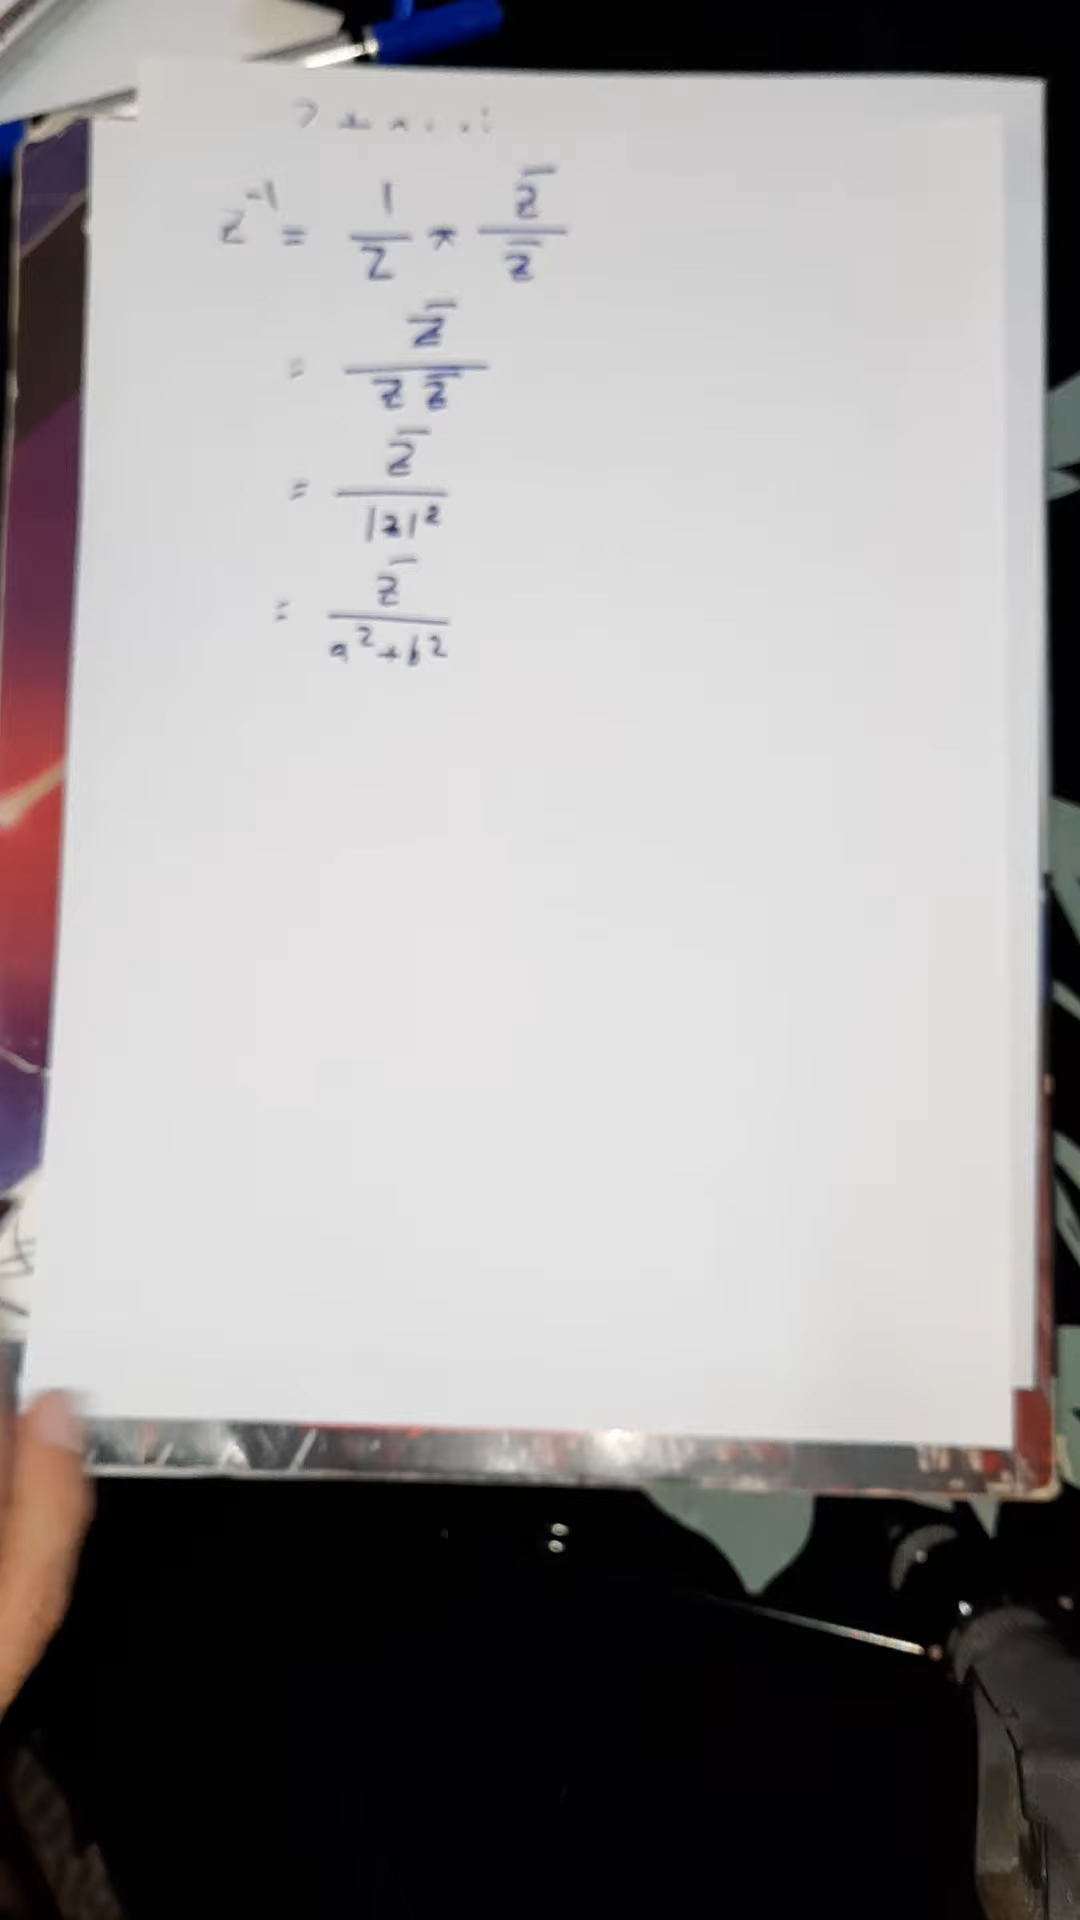 z⁻¹ = 1/z * z̅/z̅
= z̅/(z z̅)
= z̅/|z|²
= z̅/(a²+b²)